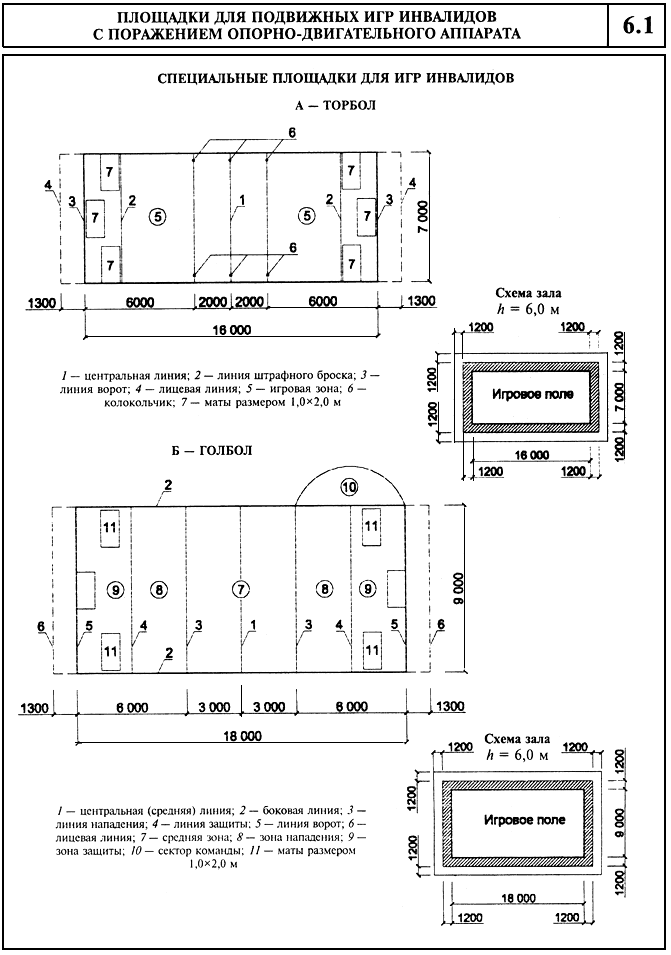 ПЛОЩАДКИ ДЛЯ ПОДВИЖНЫХ ИГР ИНВАЛИДОВ
С ПОРАЖЕНИЕМ ОПОРНО-ДВИГАТЕЛЬНОГО АППАРАТА
6.1
СПЕЦИАЛЬНЫЕ ПЛОЩАДКИ ДЛЯ ИГР ИНВАЛИДОВ
А — ТОРБОЛ
6
7 7
4 3 7 2 5 1 5 2 7 3 4
7 000
7 6 7
1300 6000 2000 2000 6000 1300
16 000
Схема зала
h = 6,0 м
1200 1200
1200
1200
Игровое поле
7 000
1200
1200
16 000
1200 1200
1 — центральная линия; 2 — линия штрафного броска; 3 —
линия ворот; 4 — лицевая линия; 5 — игровая зона; 6 —
колокольчик; 7 — маты размером 1,0×2,0 м
Б — ГОЛБОЛ
10
2
11 11
9 8 7 8 9
9 000
6 5 4 3 1 3 4 5 6
11 2 11
1300 6 000 3 000 3 000 6 000 1300
18 000
Схема зала
h = 6,0 м
1200 1200
1200
1200
Игровое поле
9 000
1200
1200
18 000
1200 1200
1 — центральная (средняя) линия; 2 — боковая линия; 3 —
линия нападения; 4 — линия защиты; 5 — линия ворот; 6 —
лицевая линия; 7 — средняя зона; 8 — зона нападения; 9 —
зона защиты; 10 — сектор команды; 11 — маты размером
1,0×2,0 м